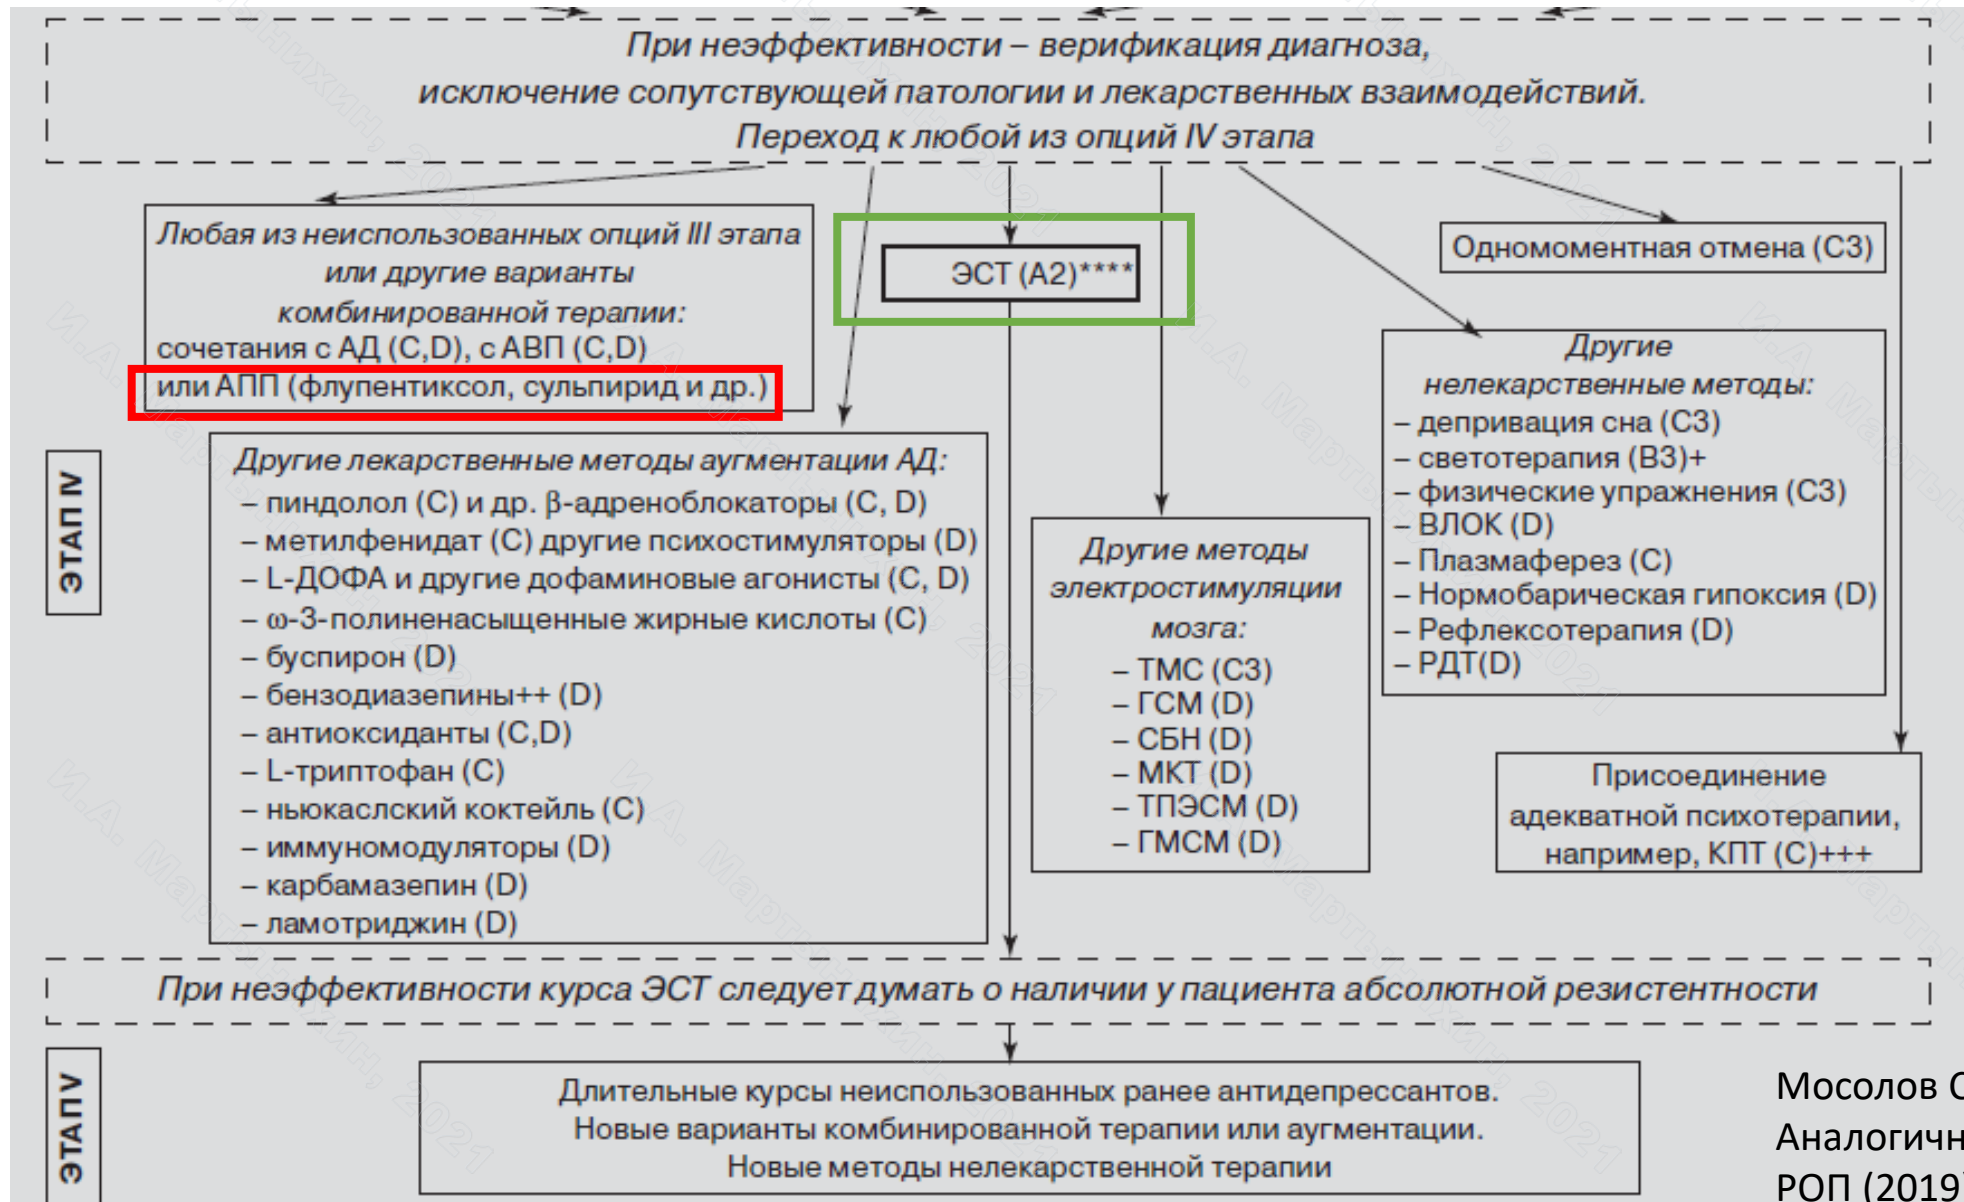 При неэффективности – верификация диагноза,
исключение сопутствующей патологии и лекарственных взаимодействий.
Переход к любой из опций IV этапа
Любая из неиспользованных опций III этапа
или другие варианты
комбинированной терапии:
сочетания с АД (C,D), с АВП (C,D)
или АПП (флупентиксол, сульпирид и др.)
ЭСТ (A2)****
Одномоментная отмена (C3)
ЭТАП IV
Другие лекарственные методы аугментации АД:
– пиндолол (C) и др. β-адреноблокаторы (C, D)
– метилфенидат (C) другие психостимуляторы (D)
– L-ДОФА и другие дофаминовые агонисты (C, D)
– ω-3-полиненасыщенные жирные кислоты (C)
– буспирон (D)
– бензодиазепины++ (D)
– антиоксиданты (C,D)
– L-триптофан (C)
– ньюкаслский коктейль (C)
– иммуномодуляторы (D)
– карбамазепин (D)
– ламотриджин (D)
Другие методы
электростимуляции
мозга:
– ТМС (C3)
– ГСМ (D)
– СБН (D)
– МКТ (D)
– ТПЭСМ (D)
– ГМСМ (D)
Другие
нелекарственные методы:
– депривация сна (C3)
– светотерапия (B3)+
– физические упражнения (C3)
– ВЛОК (D)
– Плазмаферез (C)
– Нормобарическая гипоксия (D)
– Рефлексотерапия (D)
– РДТ(D)
Присоединение
адекватной психотерапии,
например, КПТ (C)+++
При неэффективности курса ЭСТ следует думать о наличии у пациента абсолютной резистентности
ЭТАП V
Длительные курсы неиспользованных ранее антидепрессантов.
Новые варианты комбинированной терапии или аугментации.
Новые методы нелекарственной терапии
Мосолов С
Аналогичн
РОП (2019)
И.А. Мартынихин, 2021